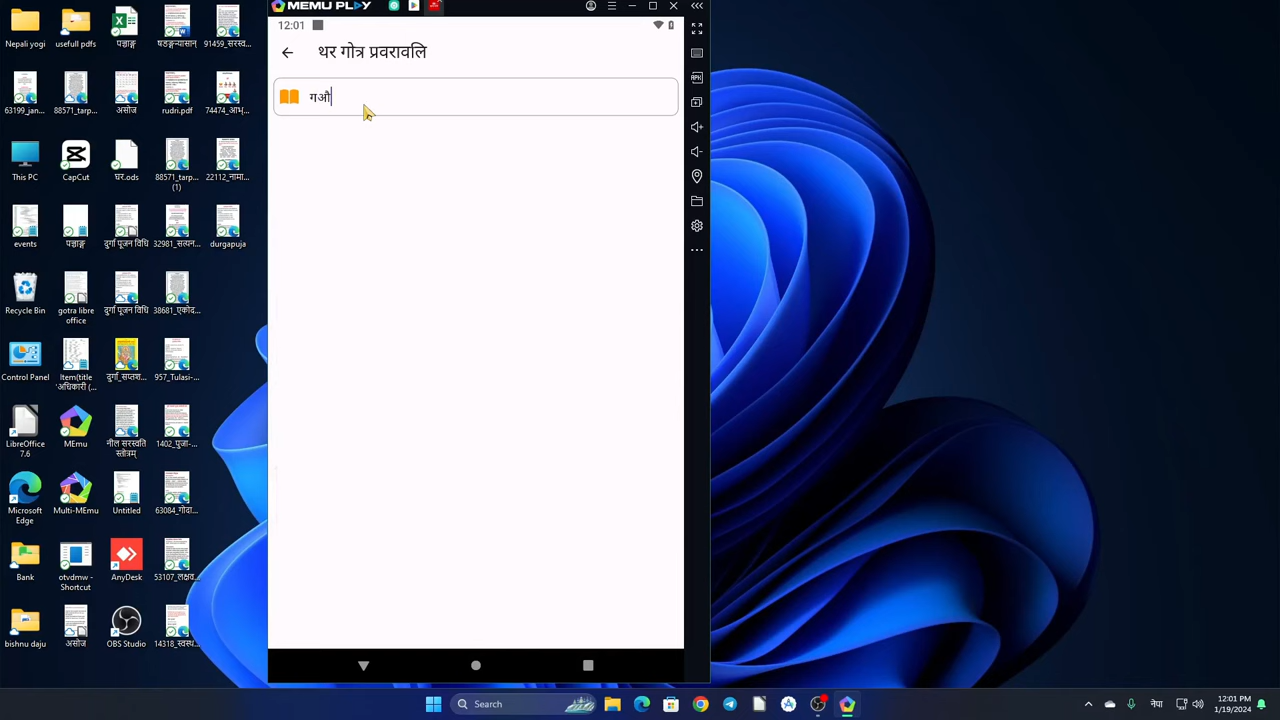 MEMU PLAY
12:01
थर गोत्र प्रवरावलि
गऔ
Nepali yogi
usefull pdfs
पञ्चाङ्ग
षडङ्गन्यासान्
91459_सरस्व...
63199_jan...
88571_tarp...
असोज
rudri.pdf
74474_आभ्...
This PC
CapCut
घर.ods
88571_tarp...
(1)
22112_नामा...
events
पञ्चाङ्ग
दुर्गा पूजन विधि
32981_सत्यन...
durgapuja
Recycle Bin
gotra libre
office
दुर्गा पूजन विधि
38681_एकोद...
Control Panel
Item(title
'अधिकारी (...
दुर्गा_सप्तश...
957_Tulasi-...
LibreOffice
7.6
MEmu
नील सरस्वति
स्तोत्रम्
1402_पुजा-...
Microsoft
Edge
Multi-MEmu
Untitled
63084_गोदा...
Bank
otvdmw -
Shortcut
AnyDesk
53107_लक्ष...
bishnu daju
असोज
OBS Studio
14318_स्वस्थ...
Search
नेपा
12:01 PM
1/19/2024